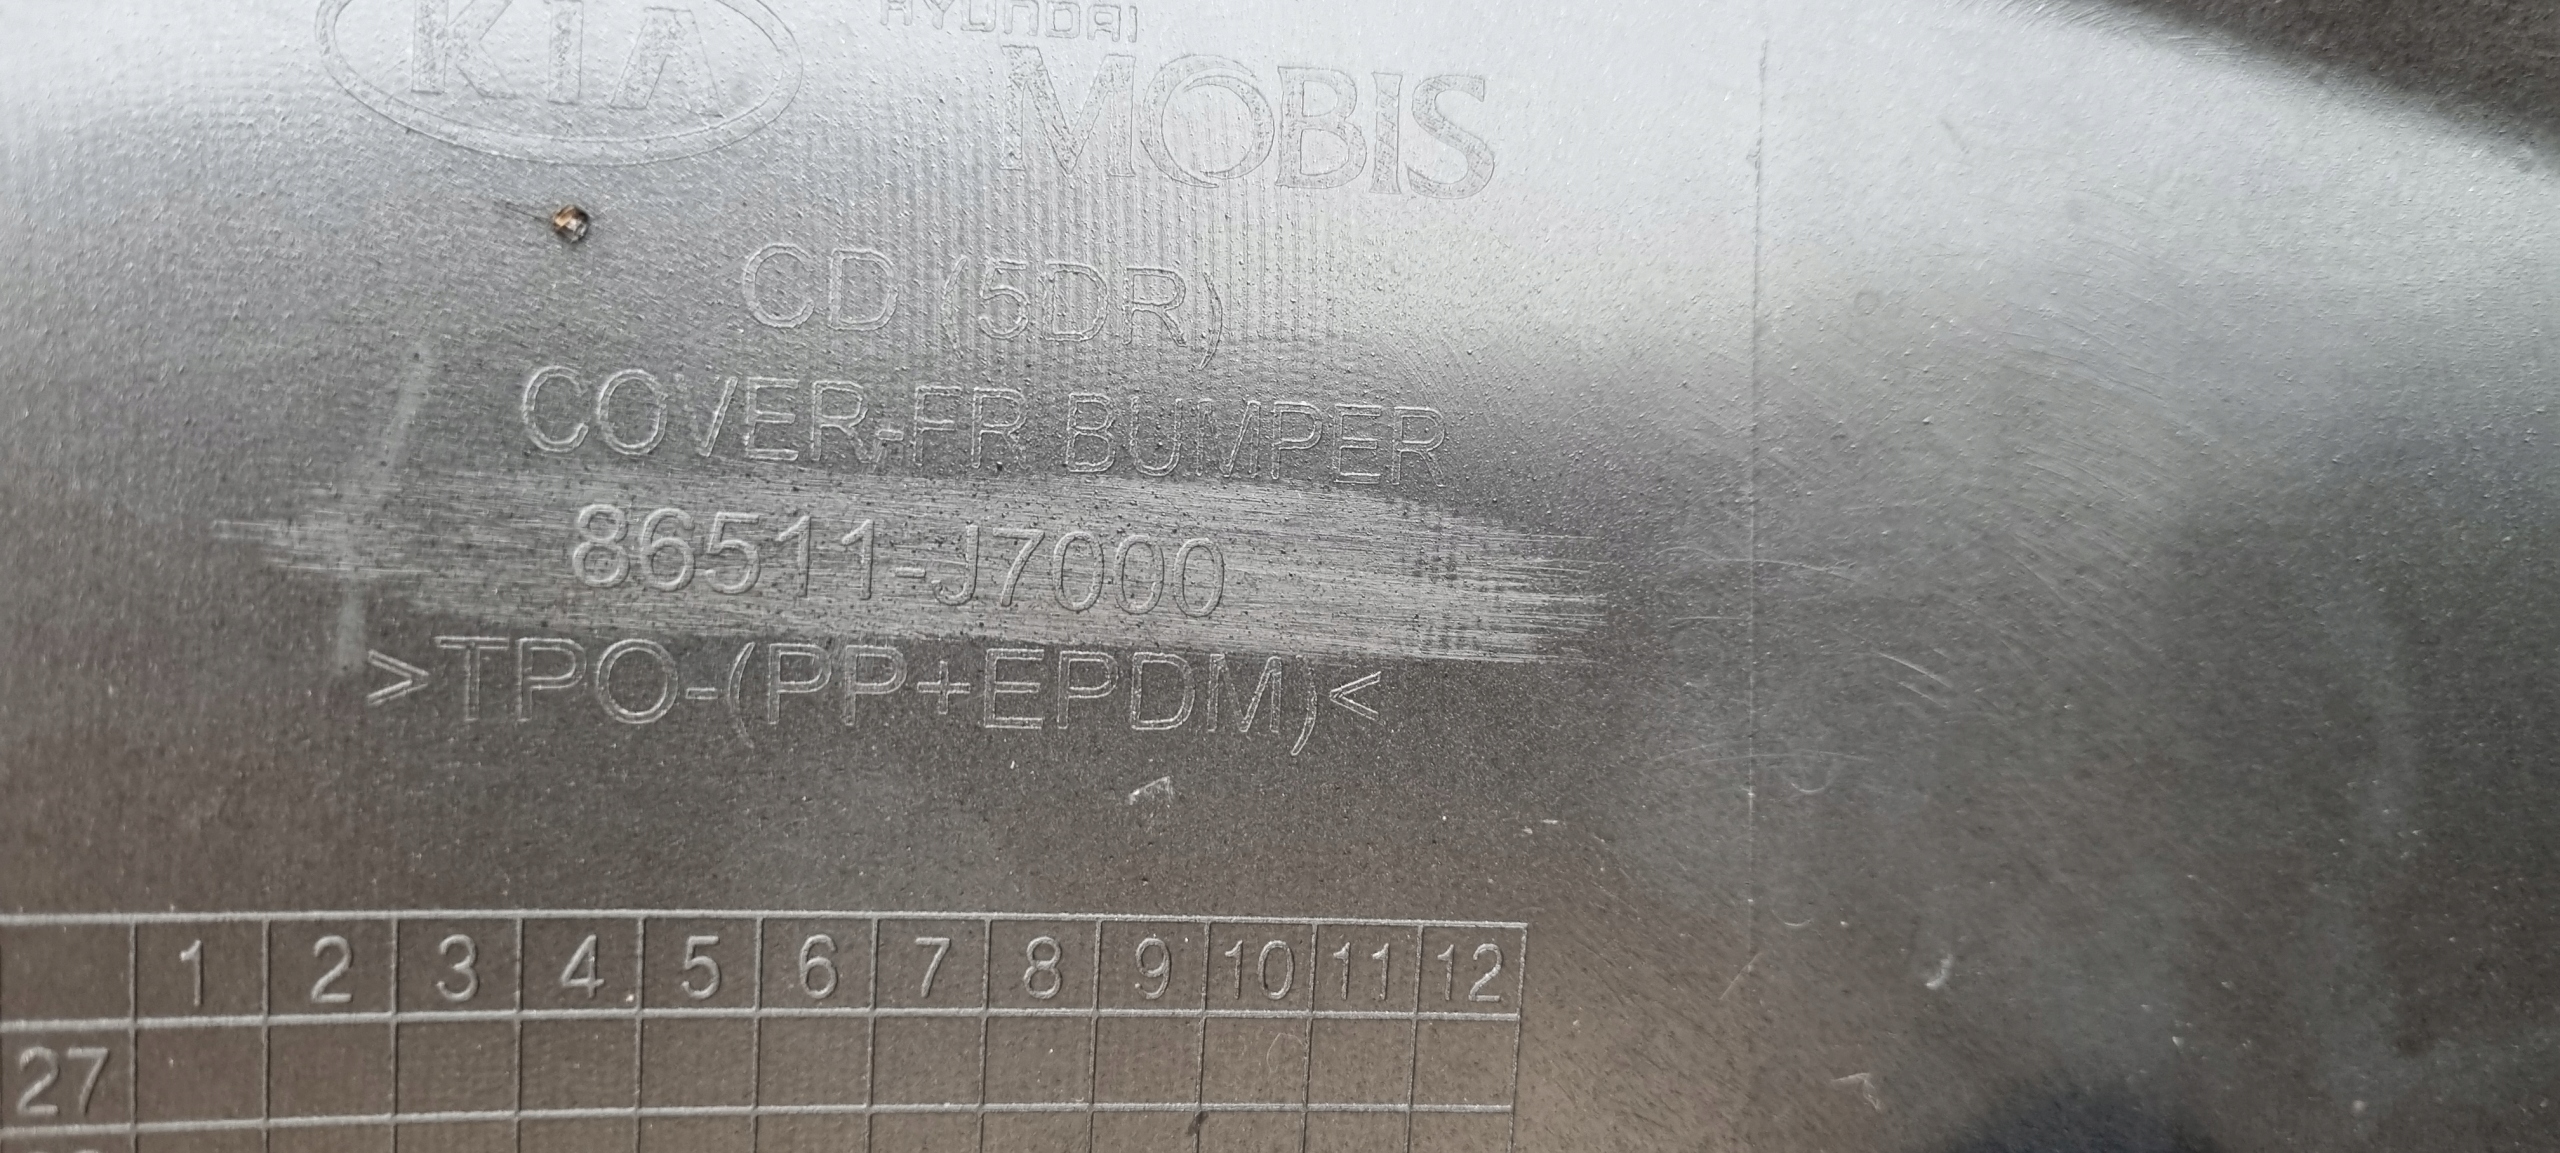 KIA
HYUNDAI
MOBIS
CD (5DR)
COVER-FR BUMPER
86511-J7000
>TPO-(PP+EPDM)<
1 2 3 4 5 6 7 8 9 10 11 12
27